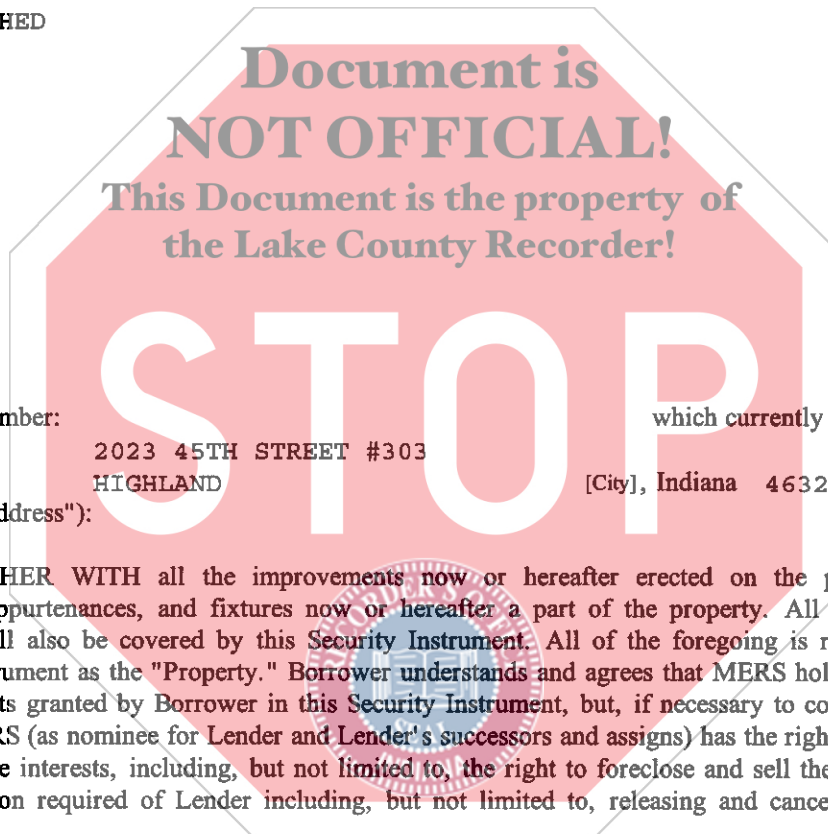 HED
Document is
NOT OFFICIAL!
This Document is the property of
the Lake County Recorder!
STOP
mber: which currently
2023 45TH STREET #303
HIGHLAND [City], Indiana 4632
ddress"):
HER WITH all the improvements now or hereafter erected on the p
ppurtenances, and fixtures now or hereafter a part of the property. All
ll also be covered by this Security Instrument. All of the foregoing is r
rument as the "Property." Borrower understands and agrees that MERS hol
ts granted by Borrower in this Security Instrument, but, if necessary to co
RS (as nominee for Lender and Lender's successors and assigns) has the righ
e interests, including, but not limited to, the right to foreclose and sell the
on required of Lender including, but not limited to, releasing and cance